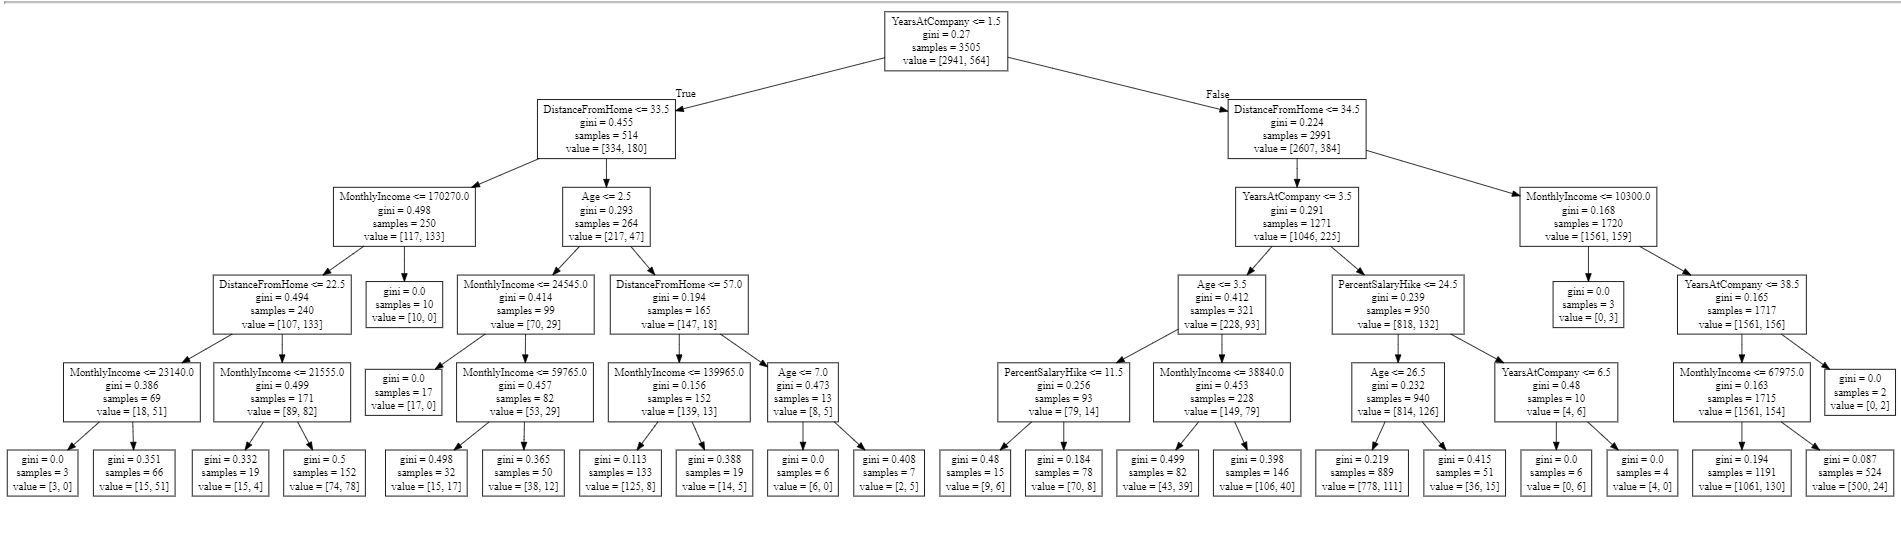 YearsAtCompany <= 1.5
gini = 0.27
samples = 3505
value = [2941, 564]
True
False
DistanceFromHome <= 33.5
gini = 0.455
samples = 514
value = [334, 180]
DistanceFromHome <= 34.5
gini = 0.224
samples = 2991
value = [2607, 384]
MonthlyIncome <= 170270.0
gini = 0.498
samples = 250
value = [117, 133]
Age <= 2.5
gini = 0.293
samples = 264
value = [217, 47]
YearsAtCompany <= 3.5
gini = 0.291
samples = 1271
value = [1046, 225]
MonthlyIncome <= 10300.0
gini = 0.168
samples = 1720
value = [1561, 159]
DistanceFromHome <= 22.5
gini = 0.494
samples = 240
value = [107, 133]
gini = 0.0
samples = 10
value = [10, 0]
MonthlyIncome <= 24545.0
gini = 0.414
samples = 99
value = [70, 29]
DistanceFromHome <= 57.0
gini = 0.194
samples = 165
value = [147, 18]
Age <= 3.5
gini = 0.412
samples = 321
value = [228, 93]
PercentSalaryHike <= 24.5
gini = 0.239
samples = 950
value = [818, 132]
gini = 0.0
samples = 3
value = [0, 3]
YearsAtCompany <= 38.5
gini = 0.165
samples = 1717
value = [1561, 156]
MonthlyIncome <= 23140.0
gini = 0.386
samples = 69
value = [18, 51]
MonthlyIncome <= 21555.0
gini = 0.499
samples = 171
value = [89, 82]
gini = 0.0
samples = 17
value = [17, 0]
MonthlyIncome <= 59765.0
gini = 0.457
samples = 82
value = [53, 29]
MonthlyIncome <= 139965.0
gini = 0.156
samples = 152
value = [139, 13]
Age <= 7.0
gini = 0.473
samples = 13
value = [8, 5]
PercentSalaryHike <= 11.5
gini = 0.256
samples = 93
value = [79, 14]
MonthlyIncome <= 38840.0
gini = 0.453
samples = 228
value = [149, 79]
Age <= 26.5
gini = 0.232
samples = 940
value = [814, 126]
YearsAtCompany <= 6.5
gini = 0.48
samples = 10
value = [4, 6]
MonthlyIncome <= 67975.0
gini = 0.163
samples = 1715
value = [1561, 154]
gini = 0.0
samples = 2
value = [0, 2]
gini = 0.0
samples = 3
value = [3, 0]
gini = 0.351
samples = 66
value = [15, 51]
gini = 0.332
samples = 19
value = [15, 4]
gini = 0.5
samples = 152
value = [74, 78]
gini = 0.498
samples = 32
value = [15, 17]
gini = 0.365
samples = 50
value = [38, 12]
gini = 0.113
samples = 133
value = [125, 8]
gini = 0.388
samples = 19
value = [14, 5]
gini = 0.0
samples = 6
value = [6, 0]
gini = 0.408
samples = 7
value = [2, 5]
gini = 0.48
samples = 15
value = [9, 6]
gini = 0.184
samples = 78
value = [70, 8]
gini = 0.499
samples = 82
value = [43, 39]
gini = 0.398
samples = 146
value = [106, 40]
gini = 0.219
samples = 889
value = [778, 111]
gini = 0.415
samples = 51
value = [36, 15]
gini = 0.0
samples = 6
value = [0, 6]
gini = 0.0
samples = 4
value = [4, 0]
gini = 0.194
samples = 1191
value = [1061, 130]
gini = 0.087
samples = 524
value = [500, 24]